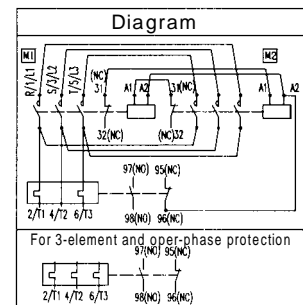 Diagram
M1 M2
R/1/L1 S/3/L2 T/5/L3
(NC) 31 A1 A2 31(NC) A1 A2
32(NC) (NC) 32
97(NO) 95(NC)
2/T1 4/T2 6/T3 98(NO) 96(NC)
For 3-element and oper-phase protection
97(NO) 95(NC)
2/T1 4/T2 6/T3 98(NO) 96(NC)